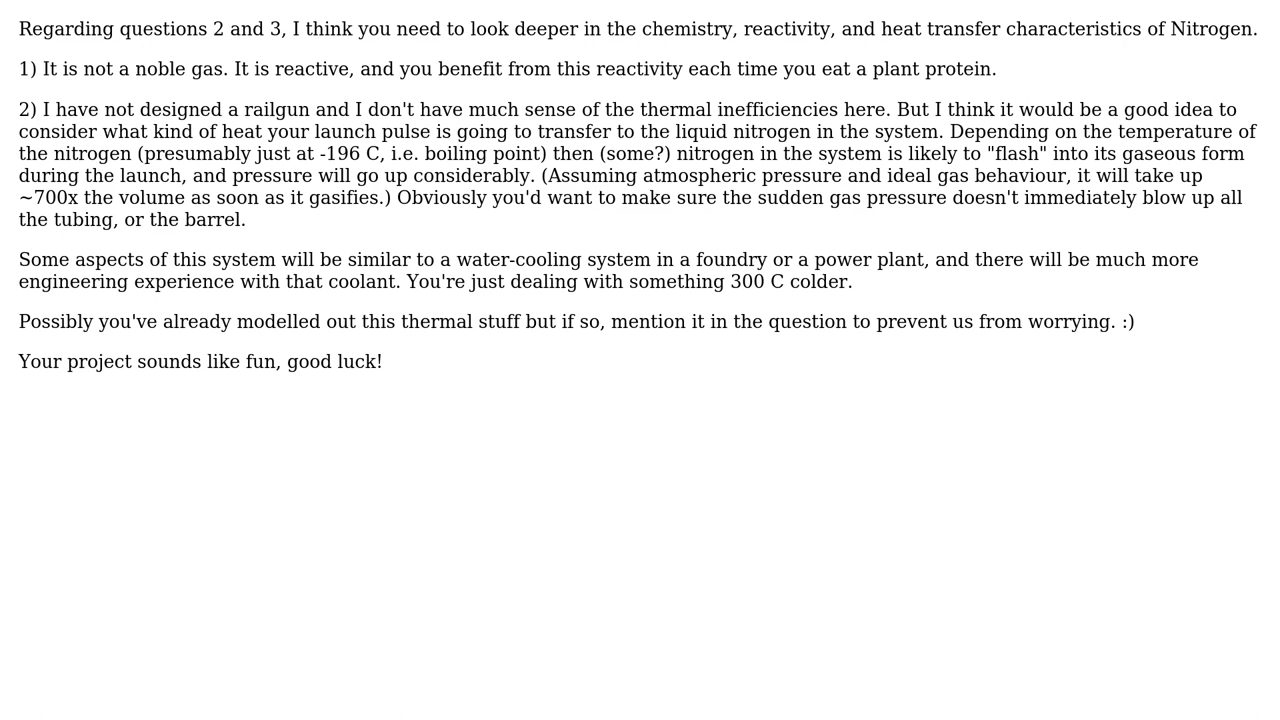 Regarding questions 2 and 3, I think you need to look deeper in the chemistry, reactivity, and heat transfer characteristics of Nitrogen.
1) It is not a noble gas. It is reactive, and you benefit from this reactivity each time you eat a plant protein.
2) I have not designed a railgun and I don't have much sense of the thermal inefficiencies here. But I think it would be a good idea to
consider what kind of heat your launch pulse is going to transfer to the liquid nitrogen in the system. Depending on the temperature of
the nitrogen (presumably just at -196 C, i.e. boiling point) then (some?) nitrogen in the system is likely to "flash" into its gaseous form
during the launch, and pressure will go up considerably. (Assuming atmospheric pressure and ideal gas behaviour, it will take up
~700x the volume as soon as it gasifies.) Obviously you'd want to make sure the sudden gas pressure doesn't immediately blow up all
the tubing, or the barrel.
Some aspects of this system will be similar to a water-cooling system in a foundry or a power plant, and there will be much more
engineering experience with that coolant. You're just dealing with something 300 C colder.
Possibly you've already modelled out this thermal stuff but if so, mention it in the question to prevent us from worrying. :)
Your project sounds like fun, good luck!